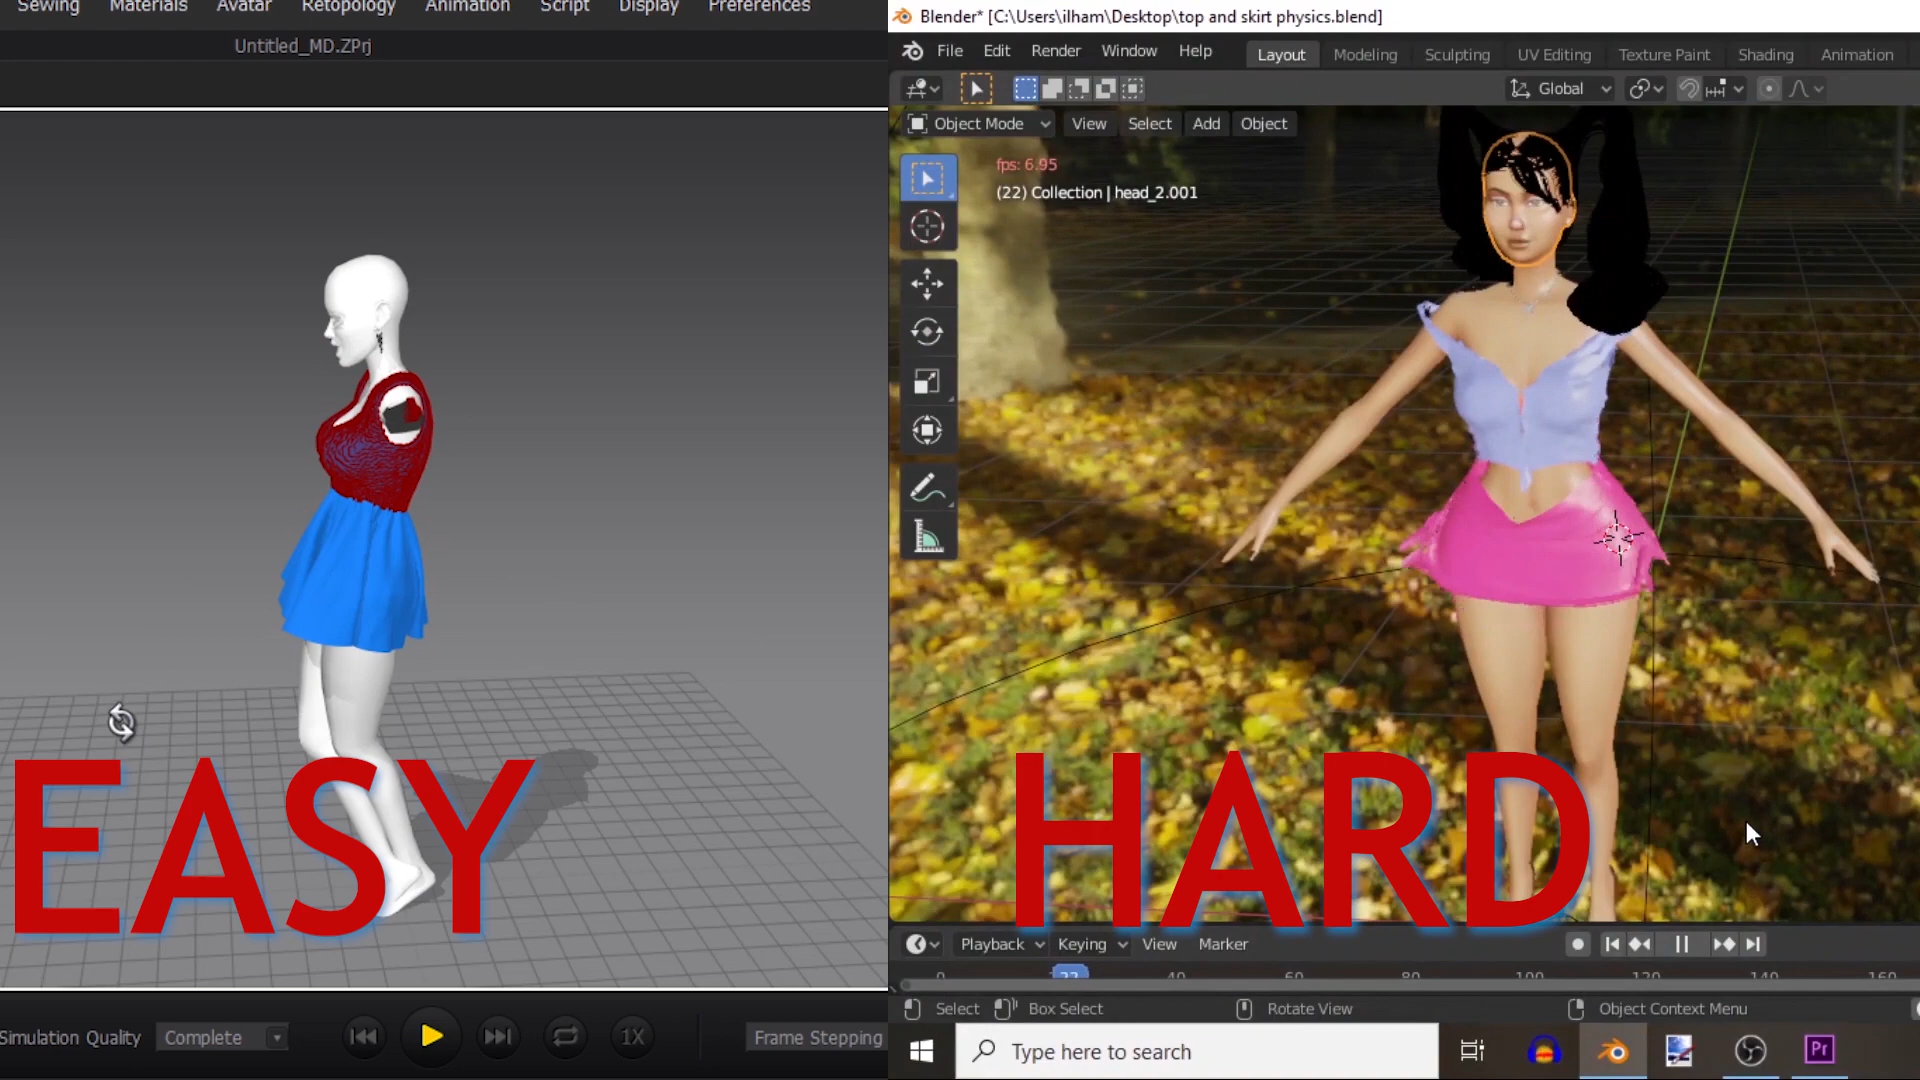 Sewing Materials Avatar Retopology Animation Script Display Preferences
Untitled_MD.ZPrj
EASY
Simulation Quality Complete 1X Frame Stepping
Blender* [C:\Users\ilham\Desktop\top and skirt physics.blend]
File Edit Render Window Help Layout Modeling Sculpting UV Editing Texture Paint Shading Animation
Global
Object Mode View Select Add Object
fps: 6.95
(22) Collection | head_2.001
HARD
Playback Keying View Marker
0 22 40 60 80 100 120 140 160
Select Box Select Rotate View Object Context Menu
Type here to search
Pr